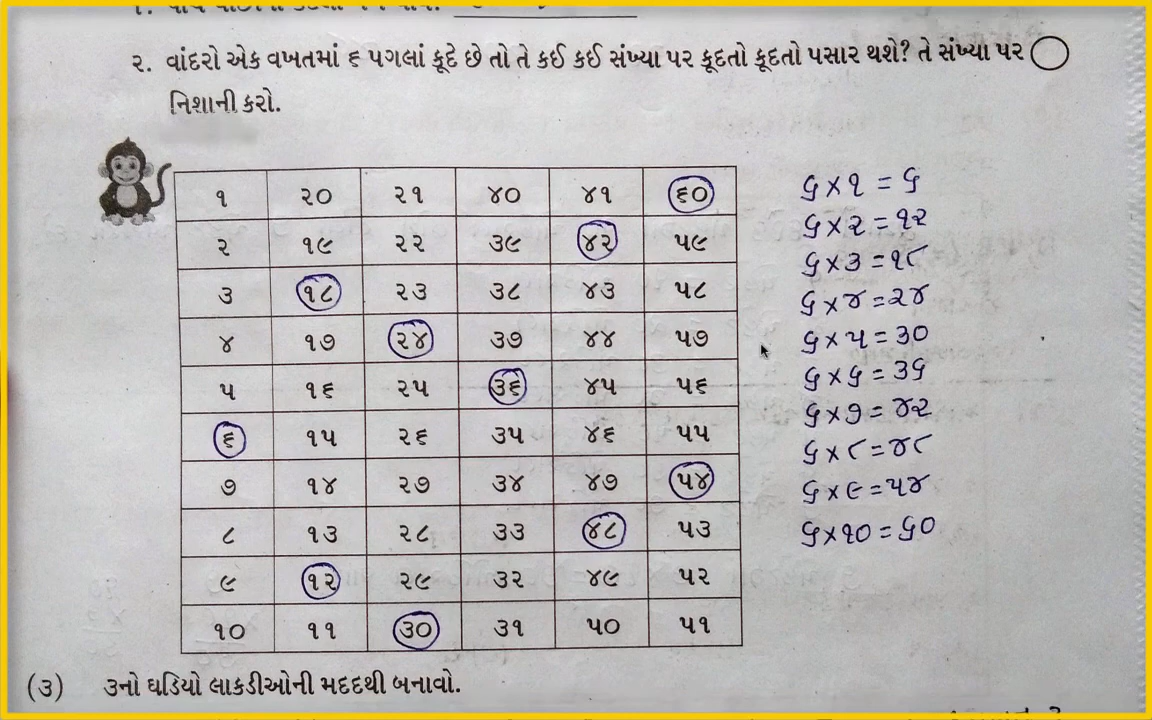 ૨. વાંદરો એક વખતમાં ૬ પગલાં કૂદે છે તો તે કઈ કઈ સંખ્યા પર કૂદતો કૂદતો પસાર થશે? તે સંખ્યા પર
નિશાની કરો.
૧ ૨૦ ૨૧ ૪૦ ૪૧ ૬૦
૨ ૧૯ ૨૨ ૩૯ ૪૨ ૫૯
૩ ૧૮ ૨૩ ૩૮ ૪૩ ૫૮
૪ ૧૭ ૨૪ ૩૭ ૪૪ ૫૭
૫ ૧૬ ૨૫ ૩૬ ૪૫ ૫૬
૬ ૧૫ ૨૬ ૩૫ ૪૬ ૫૫
૭ ૧૪ ૨૭ ૩૪ ૪૭ ૫૪
૮ ૧૩ ૨૮ ૩૩ ૪૮ ૫૩
૯ ૧૨ ૨૯ ૩૨ ૪૯ ૫૨
૧૦ ૧૧ ૩૦ ૩૧ ૫૦ ૫૧
૬ × ૧ = ૬
૬ × ૨ = ૧૨
૬ × ૩ = ૧૮
૬ × ૪ = ૨૪
૬ × ૫ = ૩૦
૬ × ૬ = ૩૬
૬ × ૭ = ૪૨
૬ × ૮ = ૪૮
૬ × ૯ = ૫૪
૬ × ૧૦ = ૬૦
(૩) ૩નો ઘડિયો લાકડીઓની મદદથી બનાવો.